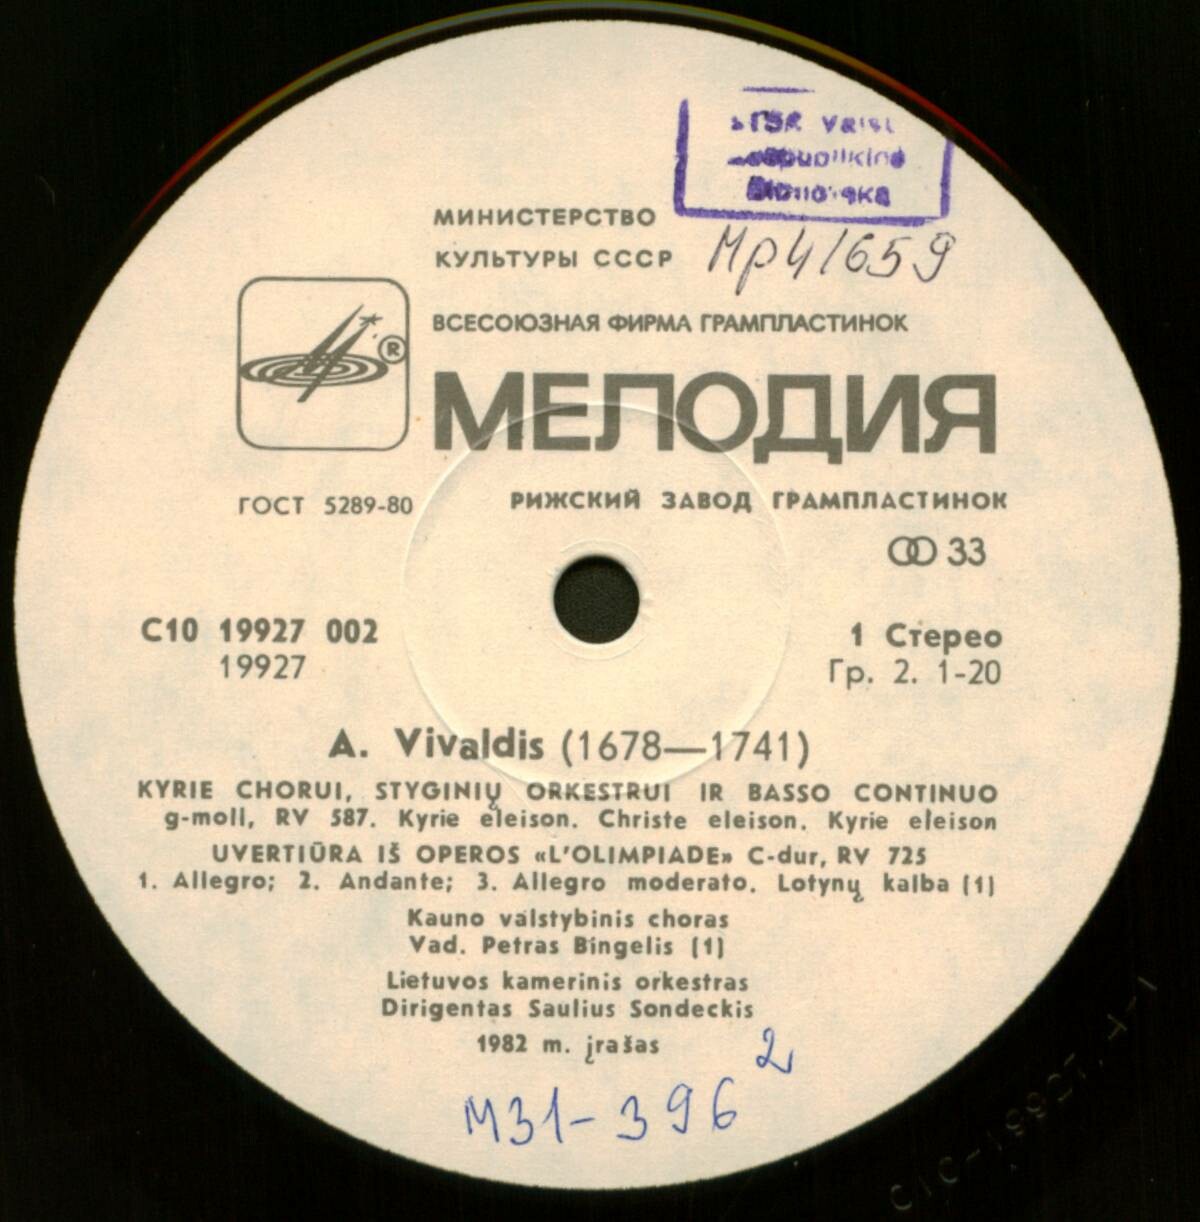 МИНИСТЕРСТВО
КУЛЬТУРЫ СССР
Mp41659
ВСЕСОЮЗНАЯ ФИРМА ГРАМПЛАСТИНОК
®
МЕЛОДИЯ
ГОСТ 5289-80
РИЖСКИЙ ЗАВОД ГРАМПЛАСТИНОК
33
С10 19927 002
19927
1 Стерео
Гр. 2. 1-20
A. Vivaldis (1678—1741)
KYRIE CHORUI, STYGINIŲ ORKESTRUI IR BASSO CONTINUO
g-moll, RV 587. Kyrie eleison. Christe eleison. Kyrie eleison
UVERTIŪRA IŠ OPEROS «L'OLIMPIADE» C-dur, RV 725
1. Allegro; 2. Andante; 3. Allegro moderato. Lotynų kalba (1)
Kauno valstybinis choras
Vad. Petras Bingelis (1)
Lietuvos kamerinis orkestras
Dirigentas Saulius Sondeckis
1982 m. įrašas
2
M31-396